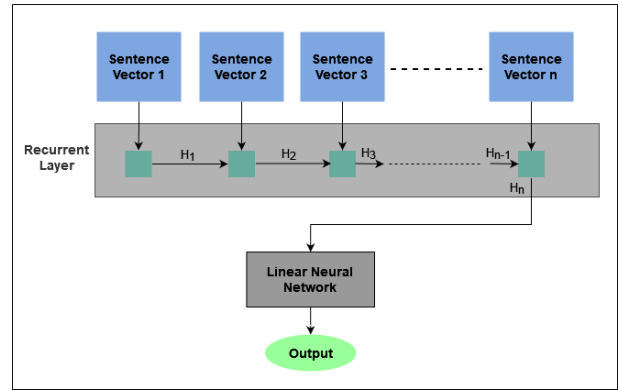 Sentence
Vector 1
Sentence
Vector 2
Sentence
Vector 3
Sentence
Vector n
Recurrent
Layer
H1
H2
H3
Hn-1
Hn
Linear Neural
Network
Output